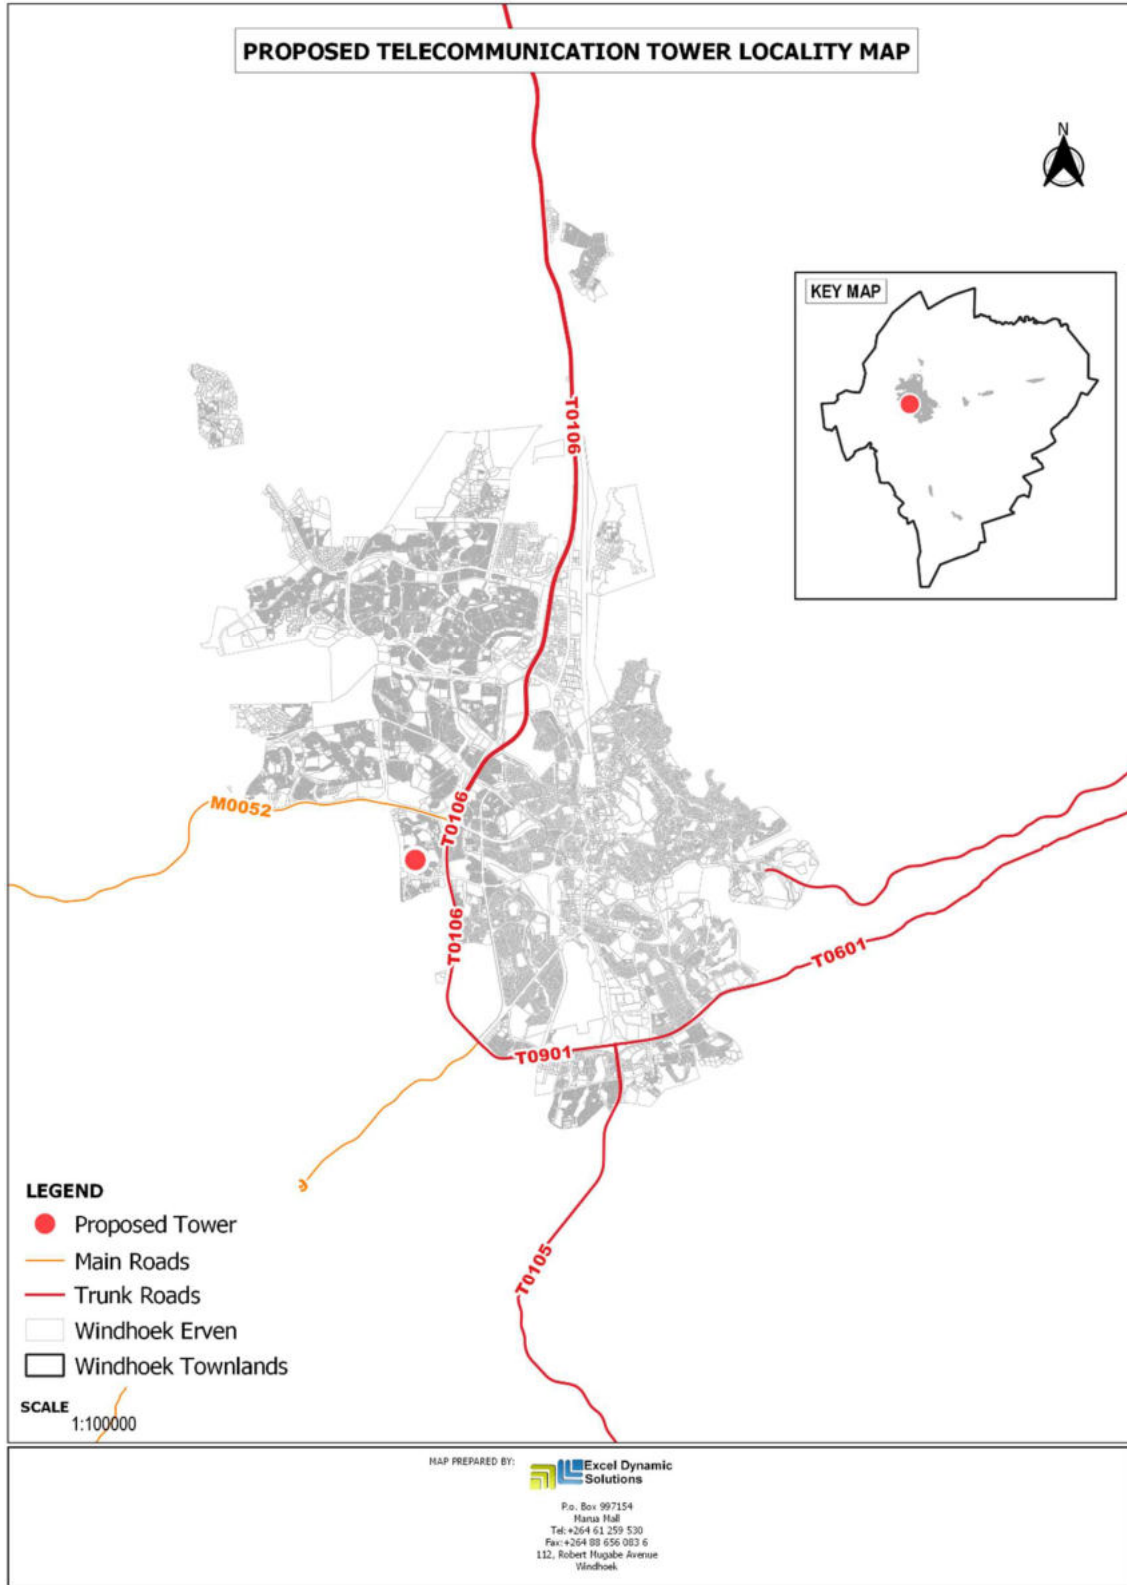 PROPOSED TELECOMMUNICATION TOWER LOCALITY MAP
N
KEY MAP
T0106
M0052
T0106
T0106
T0601
T0901
T0105
LEGEND
Proposed Tower
Main Roads
Trunk Roads
Windhoek Erven
Windhoek Townlands
SCALE
1:100000
MAP PREPARED BY:
Excel Dynamic
Solutions
P.o. Box 997154
Marua Mall
Tel:+264 61 259 530
Fax:+264 88 656 083 6
112, Robert Mugabe Avenue
Windhoek